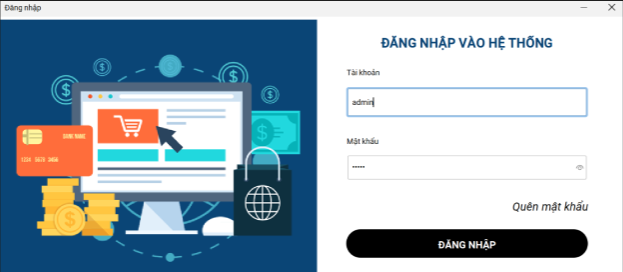 Đăng nhập
ĐĂNG NHẬP VÀO HỆ THỐNG
Tài khoản
admin
Mật khẩu
•••••
Quên mật khẩu
ĐĂNG NHẬP